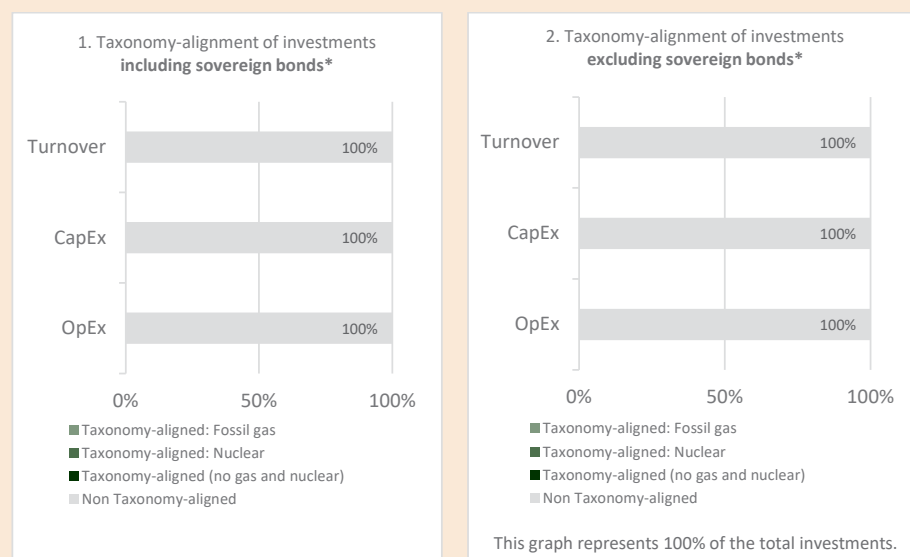 1. Taxonomy-alignment of investments
including sovereign bonds*
Turnover
100%
CapEx
100%
OpEx
100%
0%
50%
100%
Taxonomy-aligned: Fossil gas
Taxonomy-aligned: Nuclear
Taxonomy-aligned (no gas and nuclear)
Non Taxonomy-aligned
2. Taxonomy-alignment of investments
excluding sovereign bonds*
Turnover
100%
CapEx
100%
OpEx
100%
0%
50%
100%
Taxonomy-aligned: Fossil gas
Taxonomy-aligned: Nuclear
Taxonomy-aligned (no gas and nuclear)
Non Taxonomy-aligned
This graph represents 100% of the total investments.